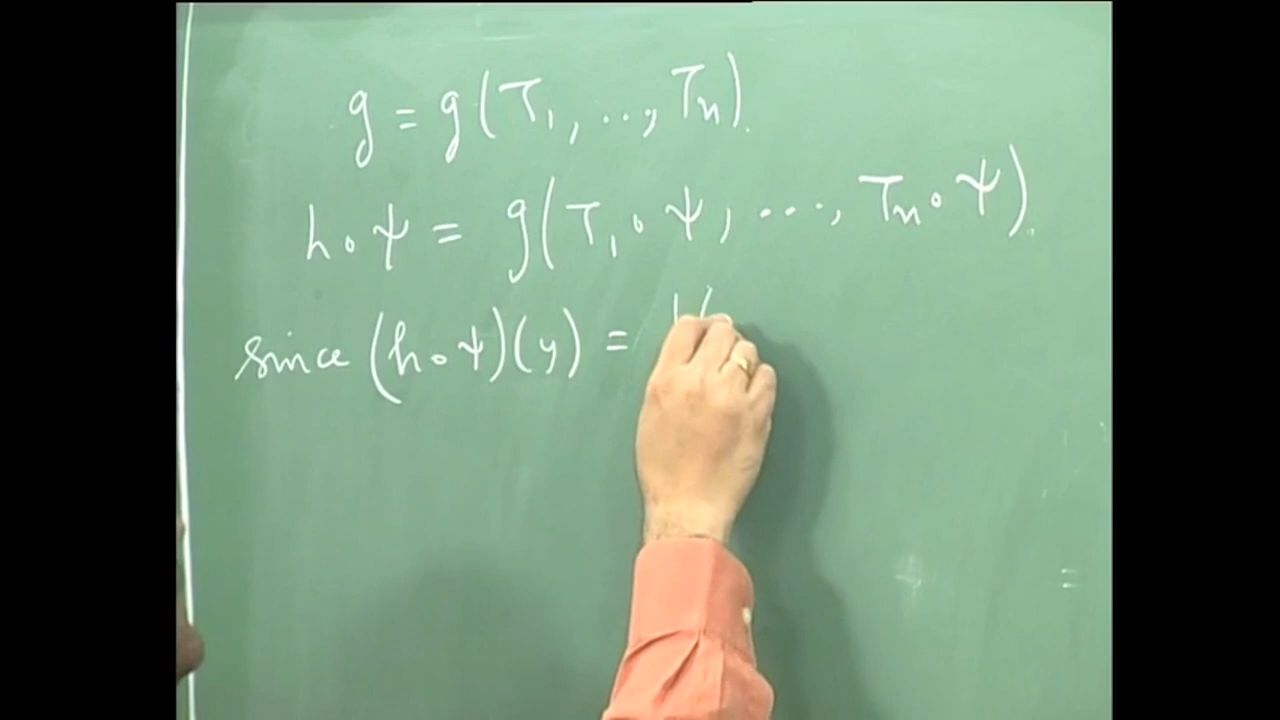 g = g(T₁, .., Tₙ).
h∘ψ = g(T₁∘ψ, ..., Tₙ∘ψ).
since (h∘ψ)(y) =